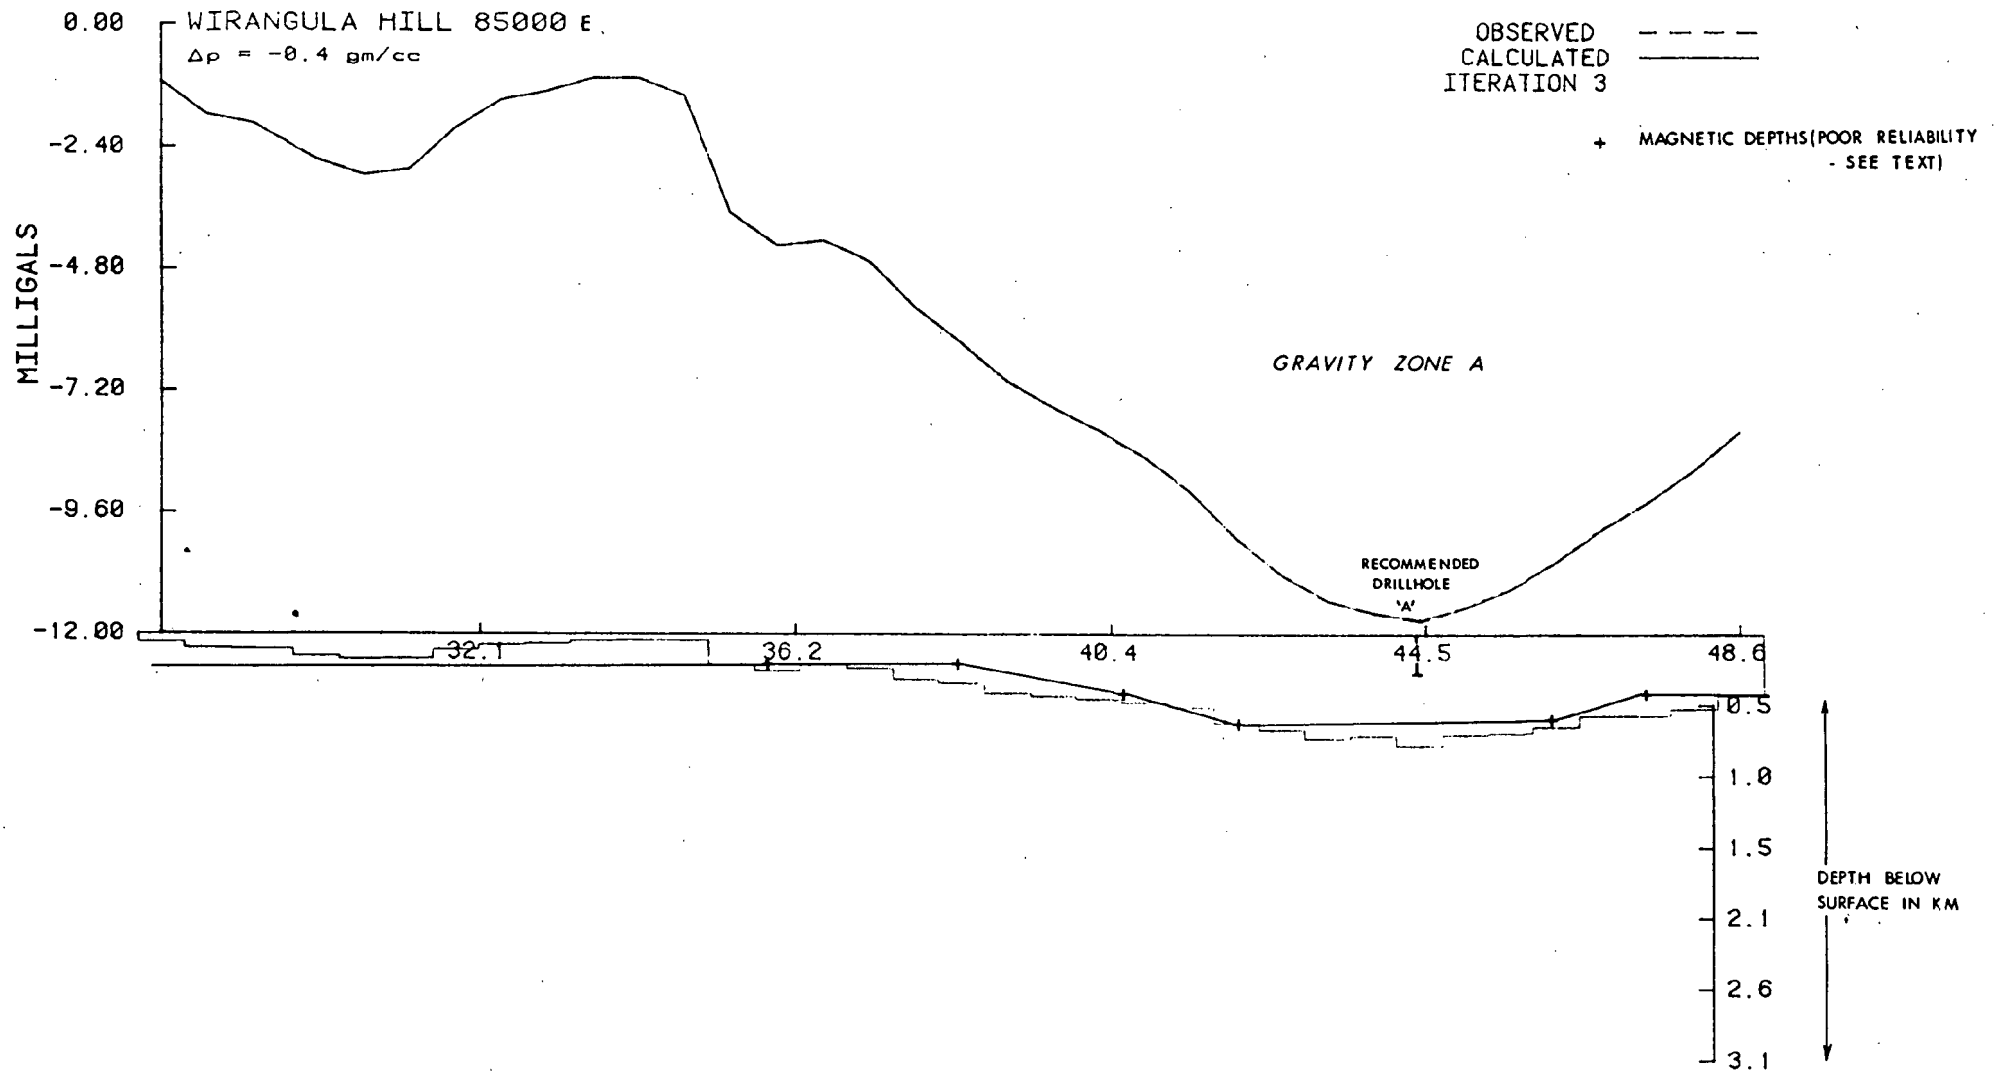 WIRANGULA HILL 85000 E
Δρ = -0.4 gm/cc
OBSERVED
CALCULATED
ITERATION 3
+ MAGNETIC DEPTHS(POOR RELIABILITY
- SEE TEXT)
MILLIGALS
0.00
-2.40
-4.80
-7.20
-9.60
-12.00
GRAVITY ZONE A
RECOMMENDED
DRILLHOLE
'A'
32.1
36.2
40.4
44.5
48.6
0.5
1.0
1.5
2.1
2.6
3.1
DEPTH BELOW
SURFACE IN KM